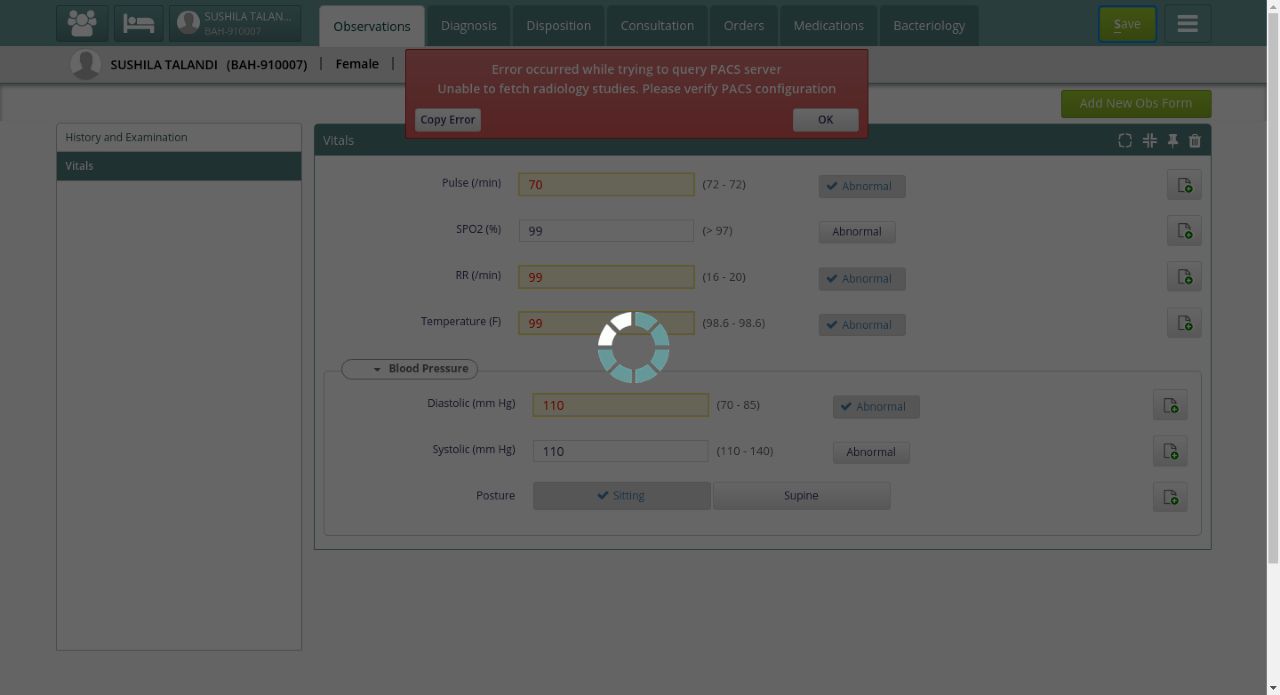 SUSHILA TALAN...
BAH-910007
Observations
Diagnosis
Disposition
Consultation
Orders
Medications
Bacteriology
Save
SUSHILA TALANDI (BAH-910007) | Female |
Error occurred while trying to query PACS server
Unable to fetch radiology studies. Please verify PACS configuration
Copy Error
OK
Add New Obs Form
History and Examination
Vitals
Vitals
Pulse (/min) 70 (72 - 72) Abnormal
SPO2 (%) 99 (> 97) Abnormal
RR (/min) 99 (16 - 20) Abnormal
Temperature (F) 99 (98.6 - 98.6) Abnormal
Blood Pressure
Diastolic (mm Hg) 110 (70 - 85) Abnormal
Systolic (mm Hg) 110 (110 - 140) Abnormal
Posture Sitting Supine